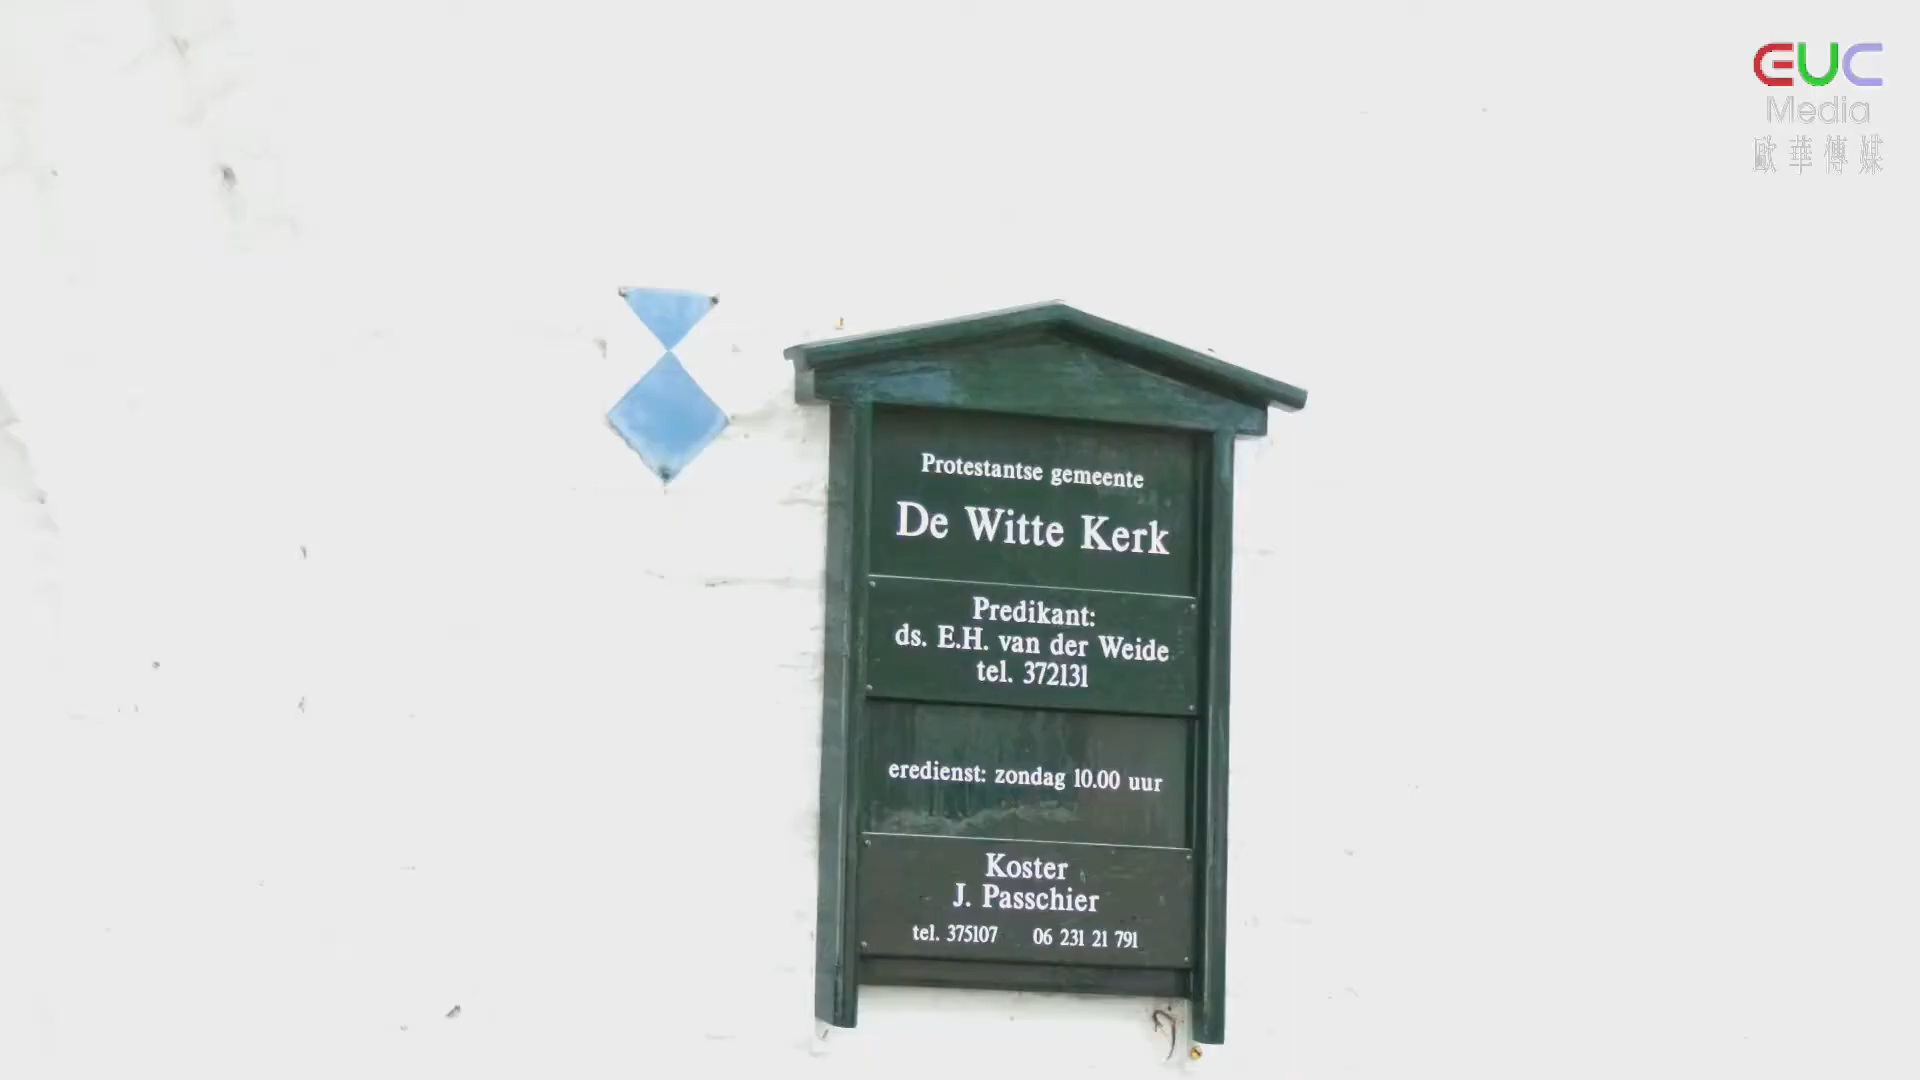 EUC
Media
歐華傳媒
Protestantse gemeente
De Witte Kerk
Predikant:
ds. E.H. van der Weide
tel. 372131
eredienst: zondag 10.00 uur
Koster
J. Passchier
tel. 375107 06 231 21 791